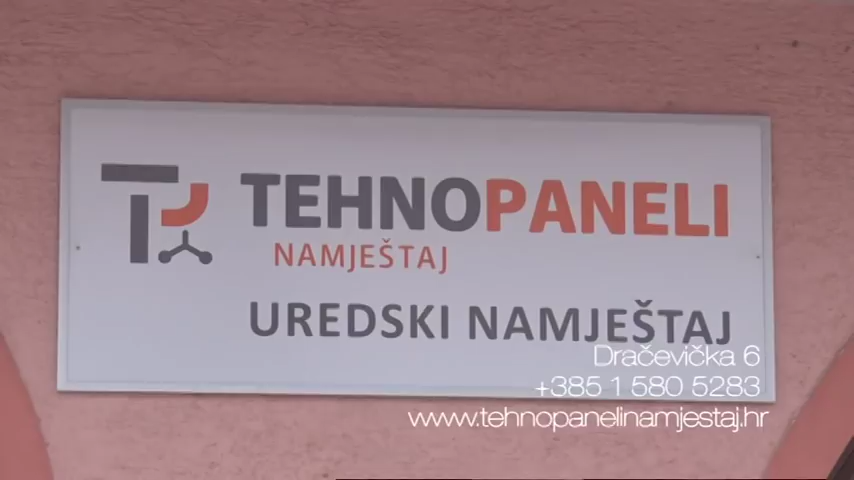 TEHNOPANELI
NAMJEŠTAJ
UREDSKI NAMJEŠTAJ
Dračevička 6
+385 1 580 5283
www.tehnopanelinamjestaj.hr